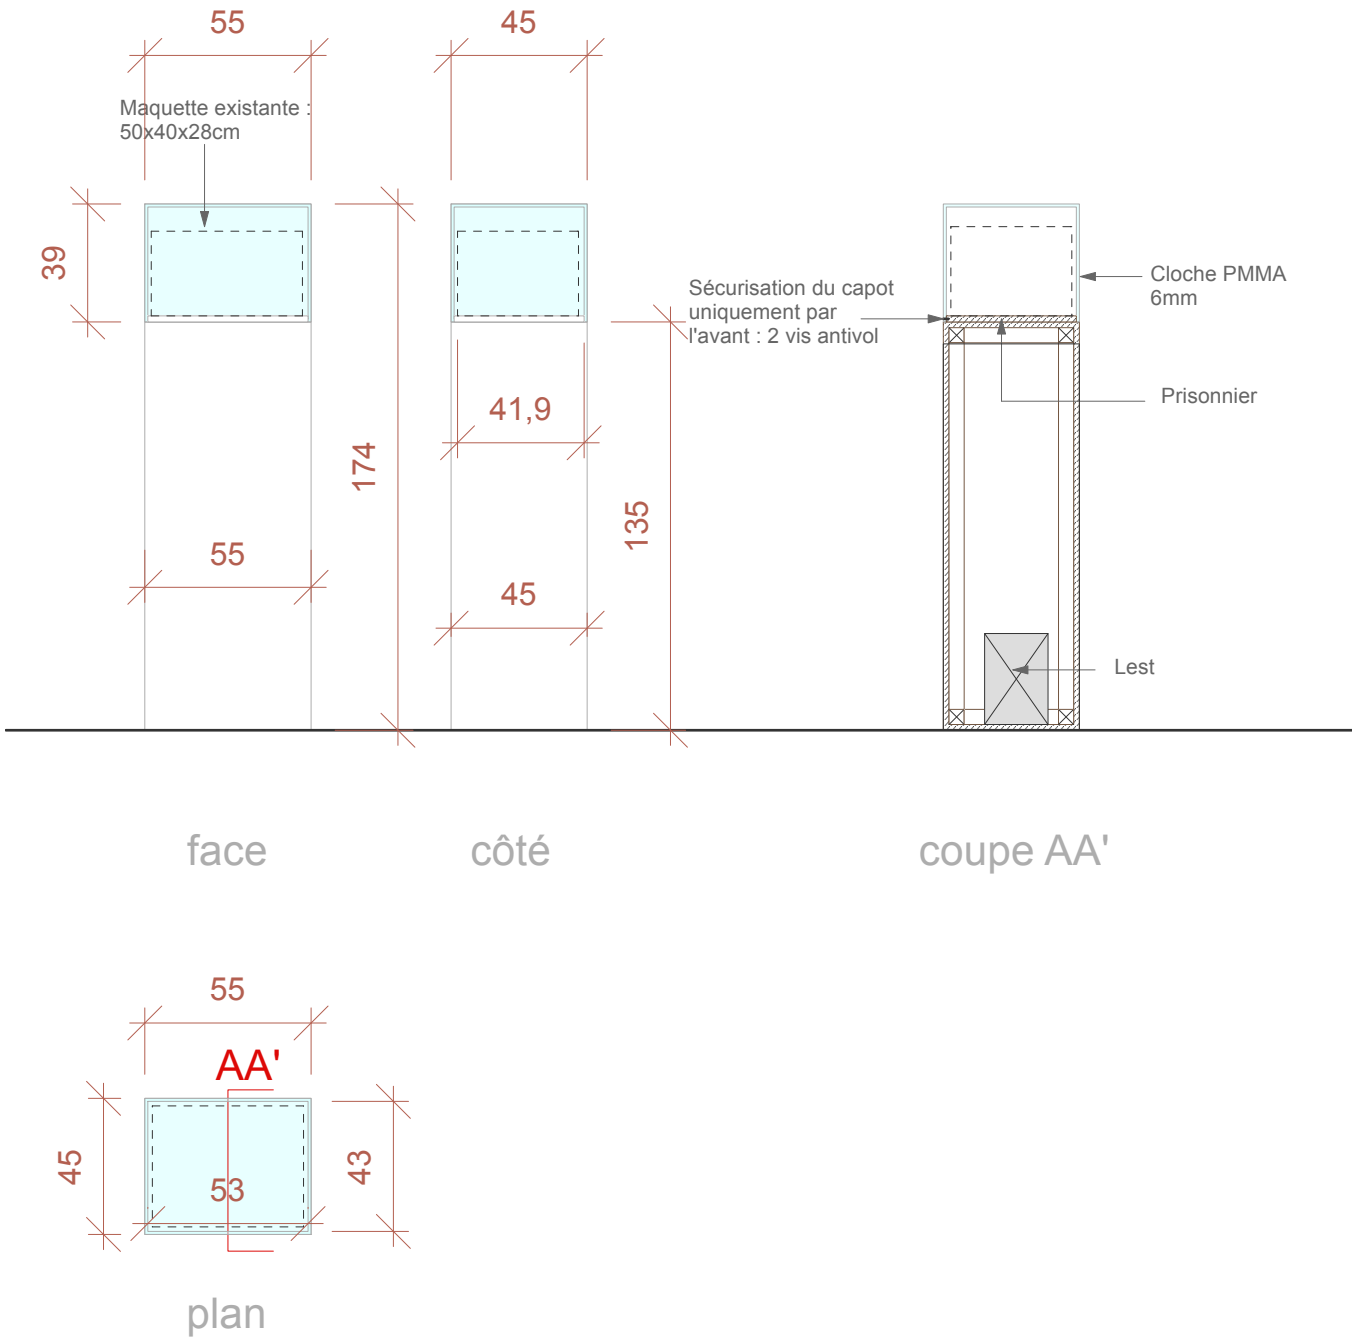 55
45
Maquette existante :
50x40x28cm
39
174
Sécurisation du capot
uniquement par
l'avant : 2 vis antivol
Cloche PMMA
6mm
41,9
Prisonnier
135
55
45
Lest
face
côté
coupe AA'
55
AA'
45
53
43
plan